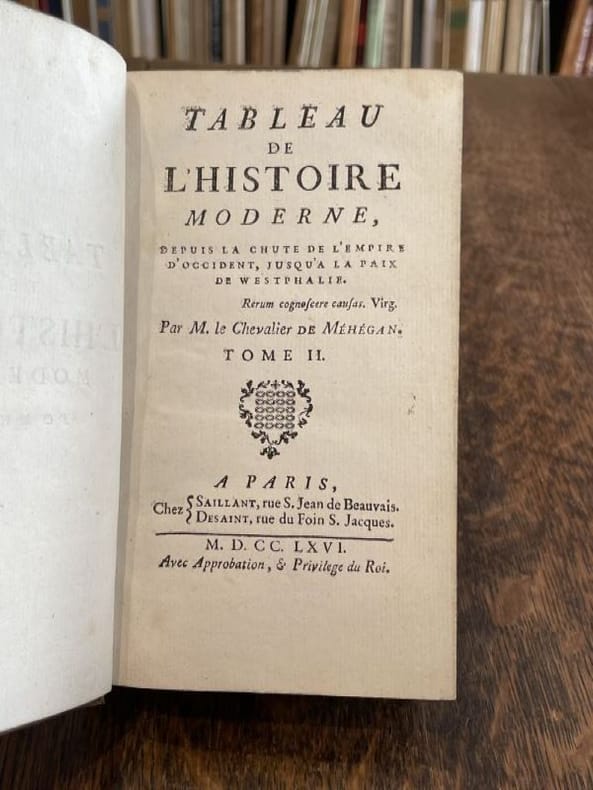 TABLEAU
DE
L'HISTOIRE
MODERNE,
DEPUIS LA CHUTE DE L'EMPIRE
D'OCCIDENT, JUSQU'A LA PAIX
DE WESTPHALIE.
Rerum cognoſcere cauſas. Virg.
Par M. le Chevalier DE MÉHÉGAN.
TOME II.
A PARIS,
Chez { SAILLANT, rue S. Jean de Beauvais.
DESAINT, rue du Foin S. Jacques.
M. D. CC. LXVI.
Avec Approbation, & Privilege du Roi.